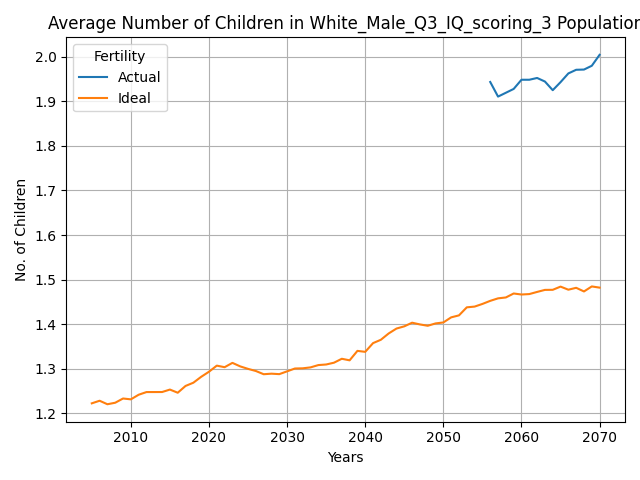 Average Number of Children in White_Male_Q3_IQ_scoring_3 Population
Fertility
Actual
Ideal
No. of Children
2.0
1.9
1.8
1.7
1.6
1.5
1.4
1.3
1.2
2010 2020 2030 2040 2050 2060 2070
Years